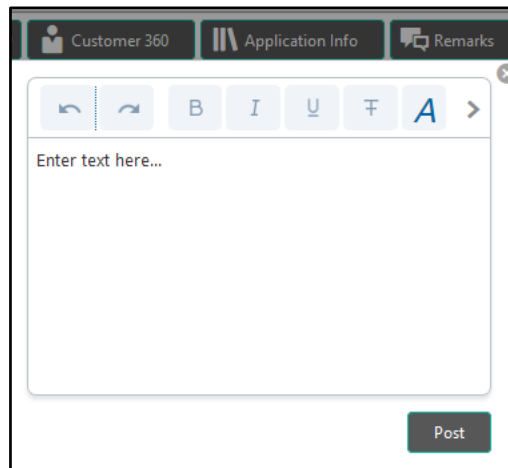 Customer 360 Application Info Remarks
B I U T A
Enter text here...
Post